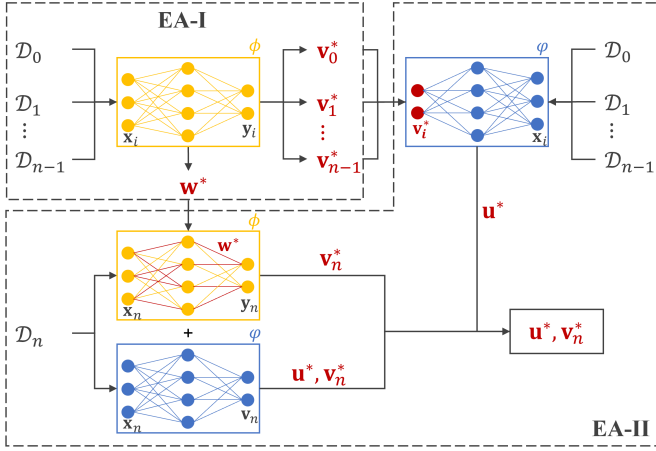 EA-I
𝒟₀
𝒟₁
⋮
𝒟ₙ₋₁
ϕ
xᵢ
yᵢ
v₀*
v₁*
⋮
vₙ₋₁*
φ
vᵢ*
xᵢ
𝒟₀
𝒟₁
⋮
𝒟ₙ₋₁
w*
u*
ϕ
w*
xₙ
yₙ
vₙ*
𝒟ₙ
+
u*, vₙ*
φ
xₙ
vₙ
u*, vₙ*
EA-II